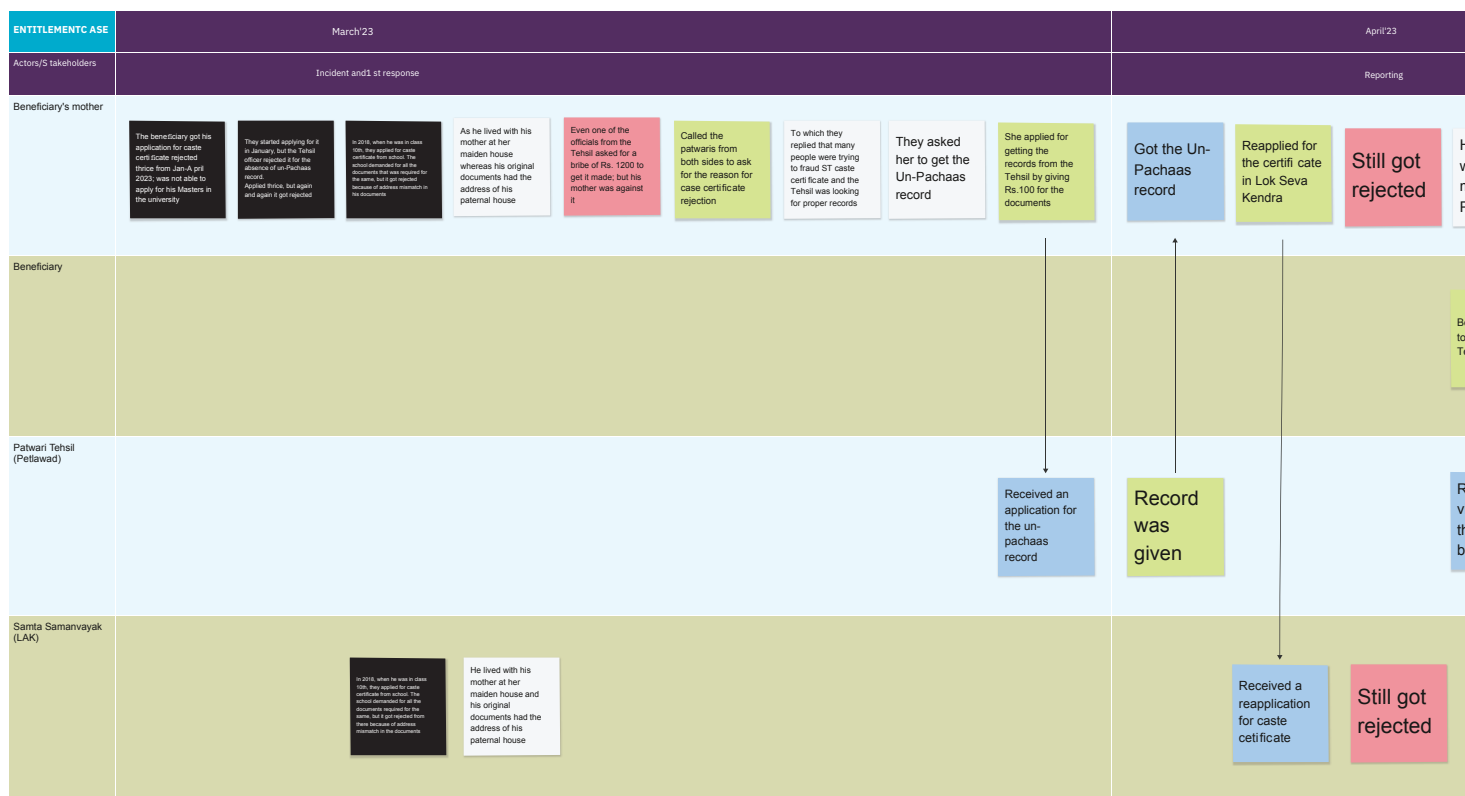 ENTITLEMENTC ASE
March'23
April'23
Actors/S takeholders
Incident and1 st response
Reporting
Beneficiary's mother
The beneficiary got his
application for caste
certificate rejected
thrice from Jan-A pril
2023; was not able to
apply for his Masters in
the university
They started applying for it
in January, but the Tehsil
officer rejected it for the
absence of un-Pachaas
record.
Applied thrice, but again
and again it got rejected
In 2018, when he was in class
10th, they applied for caste
certificate from school. The
school demanded for all the
documents that was required for
the same, but it got rejected
because of address mismatch in
his documents
As he lived with his
mother at her
maiden house
whereas his original
documents had the
address of his
paternal house
Even one of the
officials from the
Tehsil asked for a
bribe of Rs. 1200 to
get it made; but his
mother was against
it
Called the
patwaris from
both sides to ask
for the reason for
case certificate
rejection
To which they
replied that many
people were trying
to fraud ST caste
certificate and the
Tehsil was looking
for proper records
They asked
her to get the
Un-Pachaas
record
She applied for
getting the
records from the
Tehsil by giving
Rs.100 for the
documents
Got the Un-
Pachaas
record
Reapplied for
the certifi cate
in Lok Seva
Kendra
Still got
rejected
Beneficiary
Patwari Tehsil
(Petlawad)
Received an
application for
the un-
pachaas
record
Record
was
given
Samta Samanvayak
(LAK)
In 2018, when he was in class
10th, they applied for caste
certificate from school. The
school demanded for all the
documents required for the
same, but it got rejected from
there because of address
mismatch in the documents
He lived with his
mother at her
maiden house and
his original
documents had the
address of his
paternal house
Received a
reapplication
for caste
cetificate
Still got
rejected